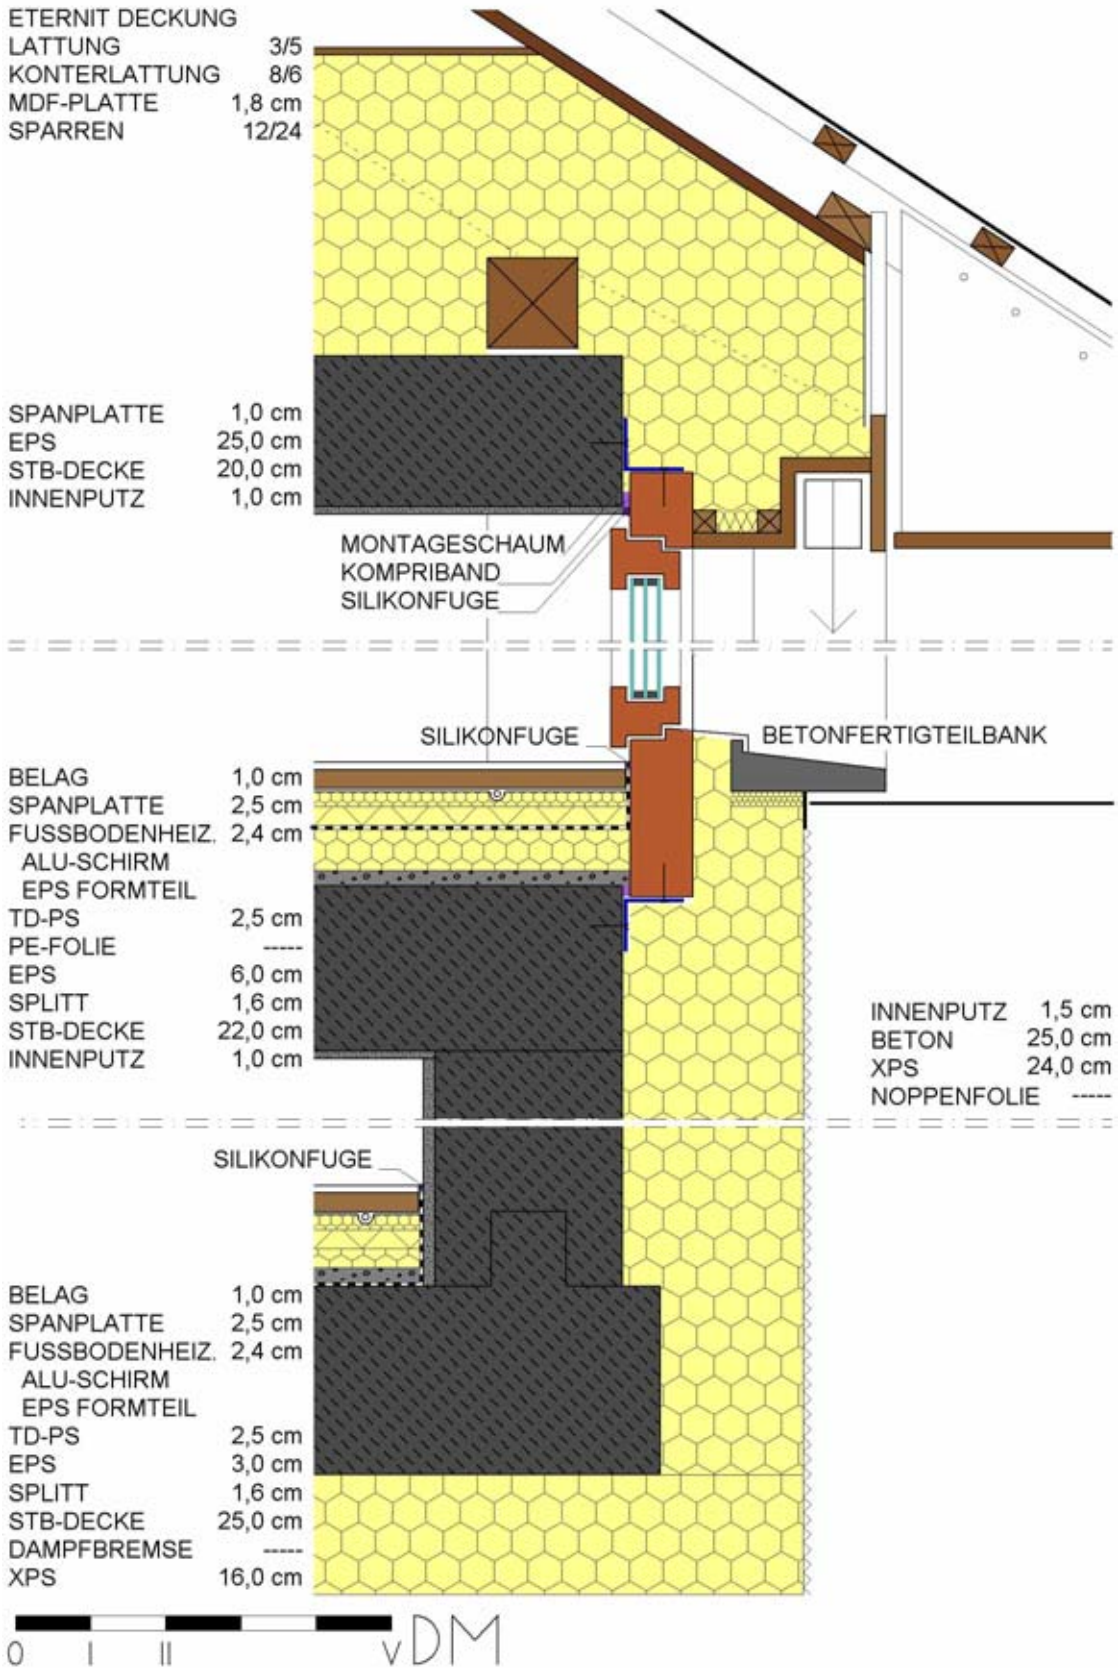 ETERNIT DECKUNG
LATTUNG 3/5
KONTERLATTUNG 8/6
MDF-PLATTE 1,8 cm
SPARREN 12/24
SPANPLATTE 1,0 cm
EPS 25,0 cm
STB-DECKE 20,0 cm
INNENPUTZ 1,0 cm
MONTAGESCHAUM
KOMPRIBAND
SILIKONFUGE
SILIKONFUGE
BETONFERTIGTEILBANK
BELAG 1,0 cm
SPANPLATTE 2,5 cm
FUSSBODENHEIZ. 2,4 cm
ALU-SCHIRM
EPS FORMTEIL
TD-PS 2,5 cm
PE-FOLIE -----
EPS 6,0 cm
SPLITT 1,6 cm
STB-DECKE 22,0 cm
INNENPUTZ 1,0 cm
INNENPUTZ 1,5 cm
BETON 25,0 cm
XPS 24,0 cm
NOPPENFOLIE -----
SILIKONFUGE
BELAG 1,0 cm
SPANPLATTE 2,5 cm
FUSSBODENHEIZ. 2,4 cm
ALU-SCHIRM
EPS FORMTEIL
TD-PS 2,5 cm
EPS 3,0 cm
SPLITT 1,6 cm
STB-DECKE 25,0 cm
DAMPFBREMSE -----
XPS 16,0 cm
0 I II V DM